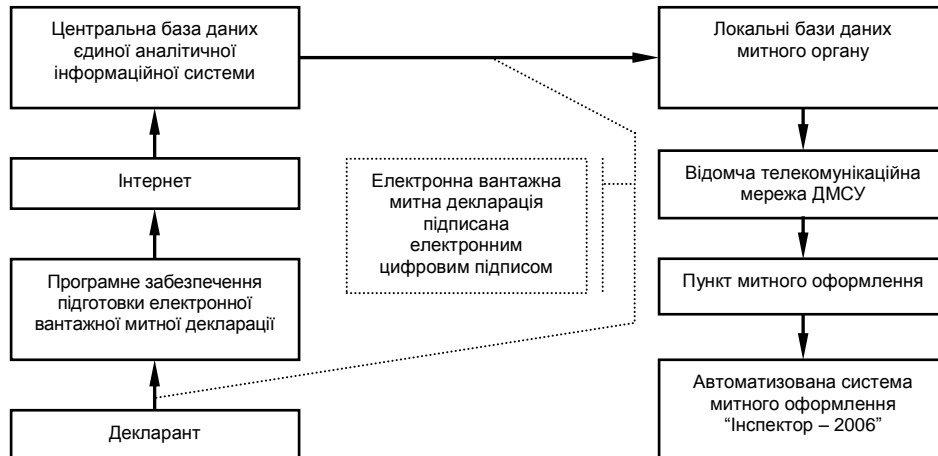 Центральна база даних
єдиної аналітичної
інформаційної системи
Інтернет
Програмне забезпечення
підготовки електронної
вантажної митної декларації
Декларант
Електронна вантажна
митна декларація
підписана
електронним
цифровим підписом
Локальні бази даних
митного органу
Відомча телекомунікаційна
мережа ДМСУ
Пункт митного оформлення
Автоматизована система
митного оформлення
“Інспектор – 2006”